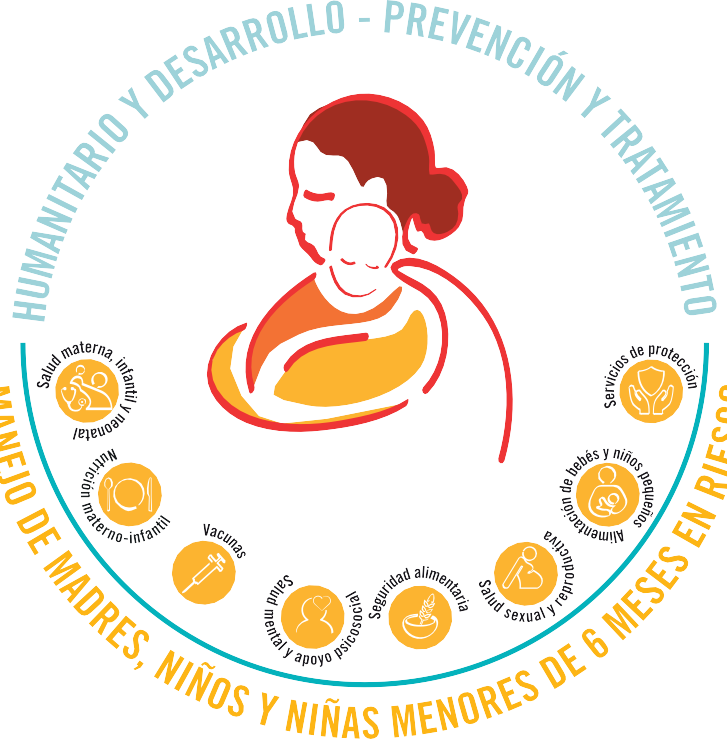 HUMANITARIO Y DESARROLLO - PREVENCIÓN Y TRATAMIENTO
Salud materna, infantil y neonatal
Nutrición materno-infantil
Vacunas
Salud mental y apoyo psicosocial
Seguridad alimentaria
Salud sexual y reproductiva
Alimentación de bebés y niños pequeños
Servicios de protección
MANEJO DE MADRES, NIÑOS Y NIÑAS MENORES DE 6 MESES EN RIESGO